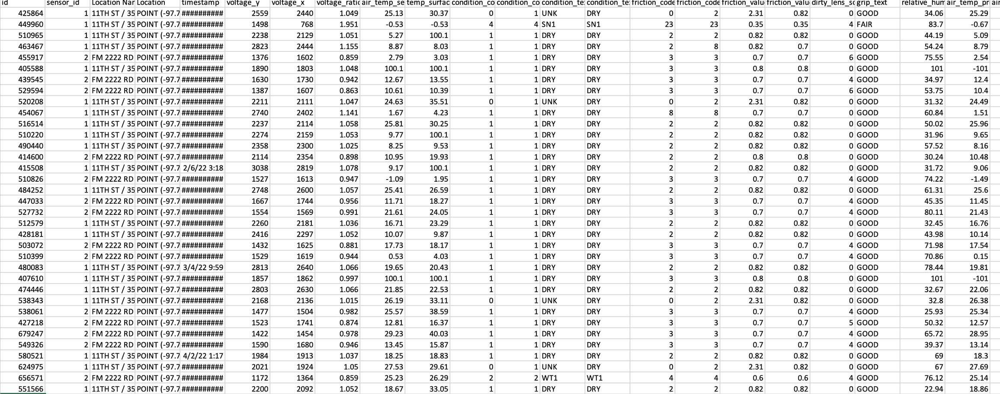 id sensor_id Location Nar Location timestamp voltage_y voltage_x voltage_ratio air_temp_se temp_surfac condition_co condition_co condition_te condition_te friction_code friction_code friction_valu friction_valu dirty_lens_sc grip_text relative_hum air_temp_pr air
425864 1 11TH ST / 35 POINT (-97.7 ########## 2559 2440 1.049 25.13 30.37 0 1 UNK DRY 0 2 2.31 0.82 0 GOOD 34.06 25.29
449960 1 11TH ST / 35 POINT (-97.7 ########## 1498 768 1.951 -0.53 -0.53 4 4 SN1 SN1 23 23 0.35 0.35 4 FAIR 83.7 -0.67
510965 1 11TH ST / 35 POINT (-97.7 ########## 2238 2129 1.051 5.27 100.1 1 1 DRY DRY 2 2 0.82 0.82 0 GOOD 44.19 5.09
463467 1 11TH ST / 35 POINT (-97.7 ########## 2823 2444 1.155 8.87 8.03 1 1 DRY DRY 2 8 0.82 0.7 0 GOOD 54.24 8.79
455917 2 FM 2222 RD POINT (-97.7 ########## 1376 1602 0.859 2.79 3.03 1 1 DRY DRY 3 3 0.7 0.7 6 GOOD 75.55 2.54
405588 1 11TH ST / 35 POINT (-97.7 ########## 1890 1803 1.048 100.1 100.1 1 1 DRY DRY 3 3 0.8 0.8 0 GOOD 101 -101
439545 2 FM 2222 RD POINT (-97.7 ########## 1630 1730 0.942 12.67 13.55 1 1 DRY DRY 3 3 0.7 0.7 4 GOOD 34.97 12.4
529594 2 FM 2222 RD POINT (-97.7 ########## 1387 1607 0.863 10.61 10.39 1 1 DRY DRY 3 3 0.7 0.7 6 GOOD 53.75 10.4
520208 1 11TH ST / 35 POINT (-97.7 ########## 2211 2111 1.047 24.63 35.51 0 1 UNK DRY 0 2 2.31 0.82 0 GOOD 31.32 24.49
454067 1 11TH ST / 35 POINT (-97.7 ########## 2740 2402 1.141 1.67 4.23 1 1 DRY DRY 8 8 0.7 0.7 0 GOOD 60.84 1.51
516514 1 11TH ST / 35 POINT (-97.7 ########## 2237 2114 1.058 25.81 30.25 1 1 DRY DRY 2 2 0.82 0.82 0 GOOD 50.02 25.96
510220 1 11TH ST / 35 POINT (-97.7 ########## 2274 2159 1.053 9.77 100.1 1 1 DRY DRY 2 2 0.82 0.82 0 GOOD 31.96 9.65
490440 1 11TH ST / 35 POINT (-97.7 ########## 2358 2300 1.025 8.25 9.53 1 1 DRY DRY 2 2 0.82 0.82 0 GOOD 57.52 8.16
414600 2 FM 2222 RD POINT (-97.7 ########## 2114 2354 0.898 10.95 19.93 1 1 DRY DRY 2 2 0.8 0.8 0 GOOD 30.24 10.48
415508 1 11TH ST / 35 POINT (-97.7 2/6/22 3:18 3038 2819 1.078 9.17 100.1 1 1 DRY DRY 2 2 0.82 0.82 0 GOOD 31.72 9.06
510826 2 FM 2222 RD POINT (-97.7 ########## 1527 1613 0.947 -1.09 1.95 1 1 DRY DRY 3 3 0.7 0.7 4 GOOD 74.22 -1.49
484252 1 11TH ST / 35 POINT (-97.7 ########## 2748 2600 1.057 25.41 26.59 1 1 DRY DRY 2 2 0.82 0.82 0 GOOD 61.31 25.6
447033 2 FM 2222 RD POINT (-97.7 ########## 1667 1744 0.956 11.71 18.27 1 1 DRY DRY 3 3 0.7 0.7 4 GOOD 45.35 11.45
527732 2 FM 2222 RD POINT (-97.7 ########## 1554 1569 0.991 21.61 24.05 1 1 DRY DRY 3 3 0.7 0.7 4 GOOD 80.11 21.43
512579 1 11TH ST / 35 POINT (-97.7 ########## 2260 2181 1.036 16.71 23.29 1 1 DRY DRY 2 2 0.82 0.82 0 GOOD 32.45 16.76
428181 1 11TH ST / 35 POINT (-97.7 ########## 2416 2297 1.052 10.07 9.87 1 1 DRY DRY 2 2 0.82 0.82 0 GOOD 43.98 10.14
503072 2 FM 2222 RD POINT (-97.7 ########## 1432 1625 0.881 17.73 18.17 1 1 DRY DRY 3 3 0.7 0.7 4 GOOD 71.98 17.54
510399 2 FM 2222 RD POINT (-97.7 ########## 1529 1619 0.944 0.53 4.03 1 1 DRY DRY 3 3 0.7 0.7 4 GOOD 70.86 0.15
480083 1 11TH ST / 35 POINT (-97.7 3/4/22 9:59 2813 2640 1.066 19.65 20.43 1 1 DRY DRY 2 2 0.82 0.82 0 GOOD 78.44 19.81
407610 1 11TH ST / 35 POINT (-97.7 ########## 1857 1862 0.997 100.1 100.1 1 1 DRY DRY 3 3 0.8 0.8 0 GOOD 101 -101
474446 1 11TH ST / 35 POINT (-97.7 ########## 2803 2630 1.066 21.85 22.53 1 1 DRY DRY 2 2 0.82 0.82 0 GOOD 32.67 22.06
538343 1 11TH ST / 35 POINT (-97.7 ########## 2168 2136 1.015 26.19 33.11 0 1 UNK DRY 0 2 2.31 0.82 0 GOOD 32.8 26.38
538061 2 FM 2222 RD POINT (-97.7 ########## 1477 1504 0.982 25.57 38.59 1 1 DRY DRY 3 3 0.7 0.7 4 GOOD 25.93 25.34
427218 2 FM 2222 RD POINT (-97.7 ########## 1523 1741 0.874 12.81 16.37 1 1 DRY DRY 3 3 0.7 0.7 5 GOOD 50.32 12.57
679247 2 FM 2222 RD POINT (-97.7 ########## 1422 1454 0.978 29.23 40.03 1 1 DRY DRY 3 3 0.7 0.7 4 GOOD 65.72 28.95
549326 2 FM 2222 RD POINT (-97.7 ########## 1590 1680 0.946 13.45 15.87 1 1 DRY DRY 3 3 0.7 0.7 4 GOOD 39.37 13.14
580521 1 11TH ST / 35 POINT (-97.7 4/2/22 1:17 1984 1913 1.037 18.25 18.83 1 1 DRY DRY 2 2 0.82 0.82 0 GOOD 69 18.3
624975 1 11TH ST / 35 POINT (-97.7 ########## 2021 1924 1.05 27.53 29.61 0 1 UNK DRY 0 2 2.31 0.82 0 GOOD 67 27.69
656571 2 FM 2222 RD POINT (-97.7 ########## 1172 1364 0.859 25.23 26.29 2 2 WT1 WT1 4 4 0.6 0.6 4 GOOD 76.12 25.14
551566 1 11TH ST / 35 POINT (-97.7 ########## 2200 2092 1.052 18.67 33.05 1 1 DRY DRY 2 2 0.82 0.82 0 GOOD 22.94 18.86